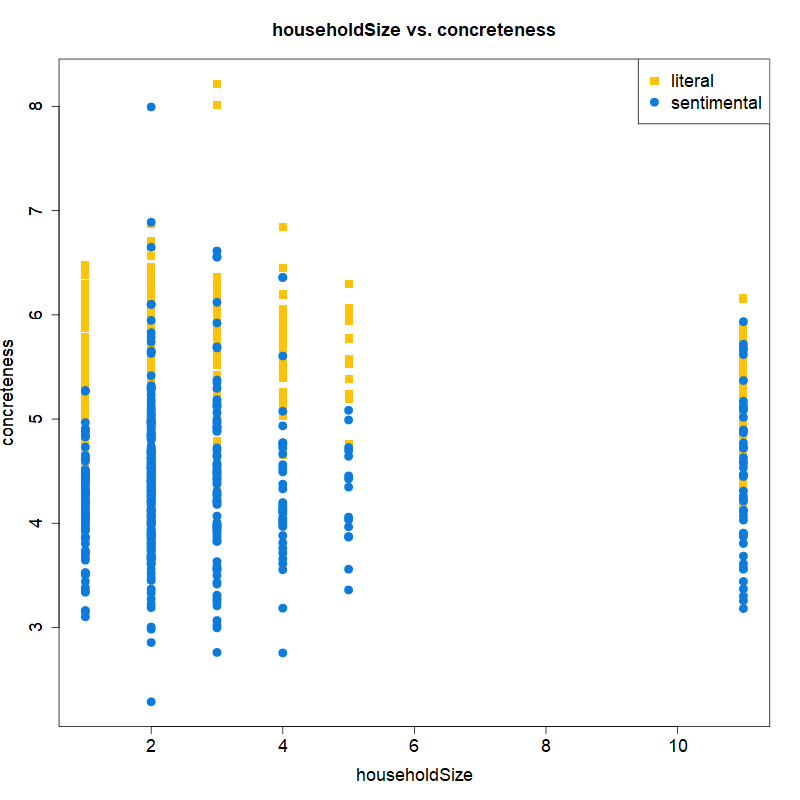 householdSize vs. concreteness
literal
sentimental
8
7
6
5
4
3
concreteness
2 4 6 8 10
householdSize